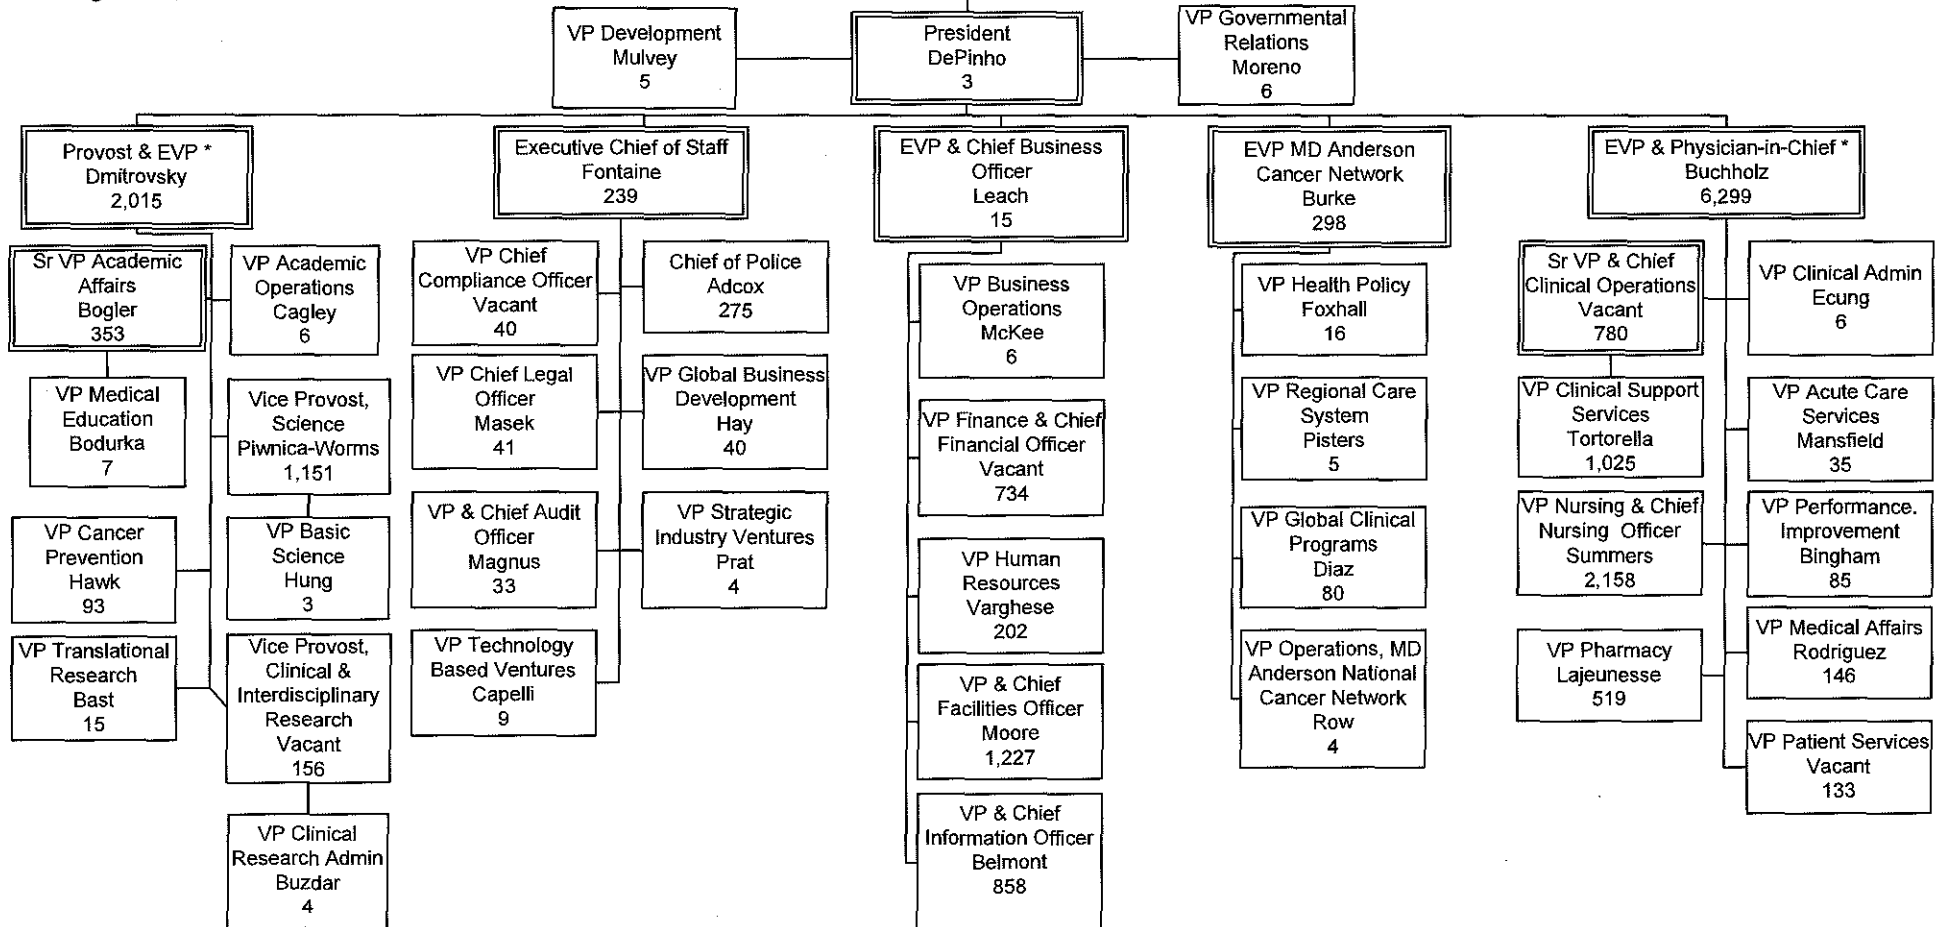 VP Development
Mulvey
5
President
DePinho
3
VP Governmental
Relations
Moreno
6
Provost & EVP *
Dmitrovsky
2,015
Executive Chief of Staff
Fontaine
239
EVP & Chief Business
Officer
Leach
15
EVP MD Anderson
Cancer Network
Burke
298
EVP & Physician-in-Chief *
Buchholz
6,299
Sr VP Academic
Affairs
Bogler
353
VP Academic
Operations
Cagley
6
VP Medical
Education
Bodurka
7
Vice Provost,
Science
Piwnica-Worms
1,151
VP Cancer
Prevention
Hawk
93
VP Basic
Science
Hung
3
VP Translational
Research
Bast
15
Vice Provost,
Clinical &
Interdisciplinary
Research
Vacant
156
VP Clinical
Research Admin
Buzdar
4
VP Chief
Compliance Officer
Vacant
40
Chief of Police
Adcox
275
VP Chief Legal
Officer
Masek
41
VP Global Business
Development
Hay
40
VP & Chief Audit
Officer
Magnus
33
VP Strategic
Industry Ventures
Prat
4
VP Technology
Based Ventures
Capelli
9
VP Business
Operations
McKee
6
VP Finance & Chief
Financial Officer
Vacant
734
VP Human
Resources
Varghese
202
VP & Chief
Facilities Officer
Moore
1,227
VP & Chief
Information Officer
Belmont
858
VP Health Policy
Foxhall
16
VP Regional Care
System
Pisters
5
VP Global Clinical
Programs
Diaz
80
VP Operations, MD
Anderson National
Cancer Network
Row
4
Sr VP & Chief
Clinical Operations
Vacant
780
VP Clinical Admin
Ecung
6
VP Clinical Support
Services
Tortorella
1,025
VP Acute Care
Services
Mansfield
35
VP Nursing & Chief
Nursing Officer
Summers
2,158
VP Performance.
Improvement
Bingham
85
VP Pharmacy
Lajeunesse
519
VP Medical Affairs
Rodriguez
146
VP Patient Services
Vacant
133